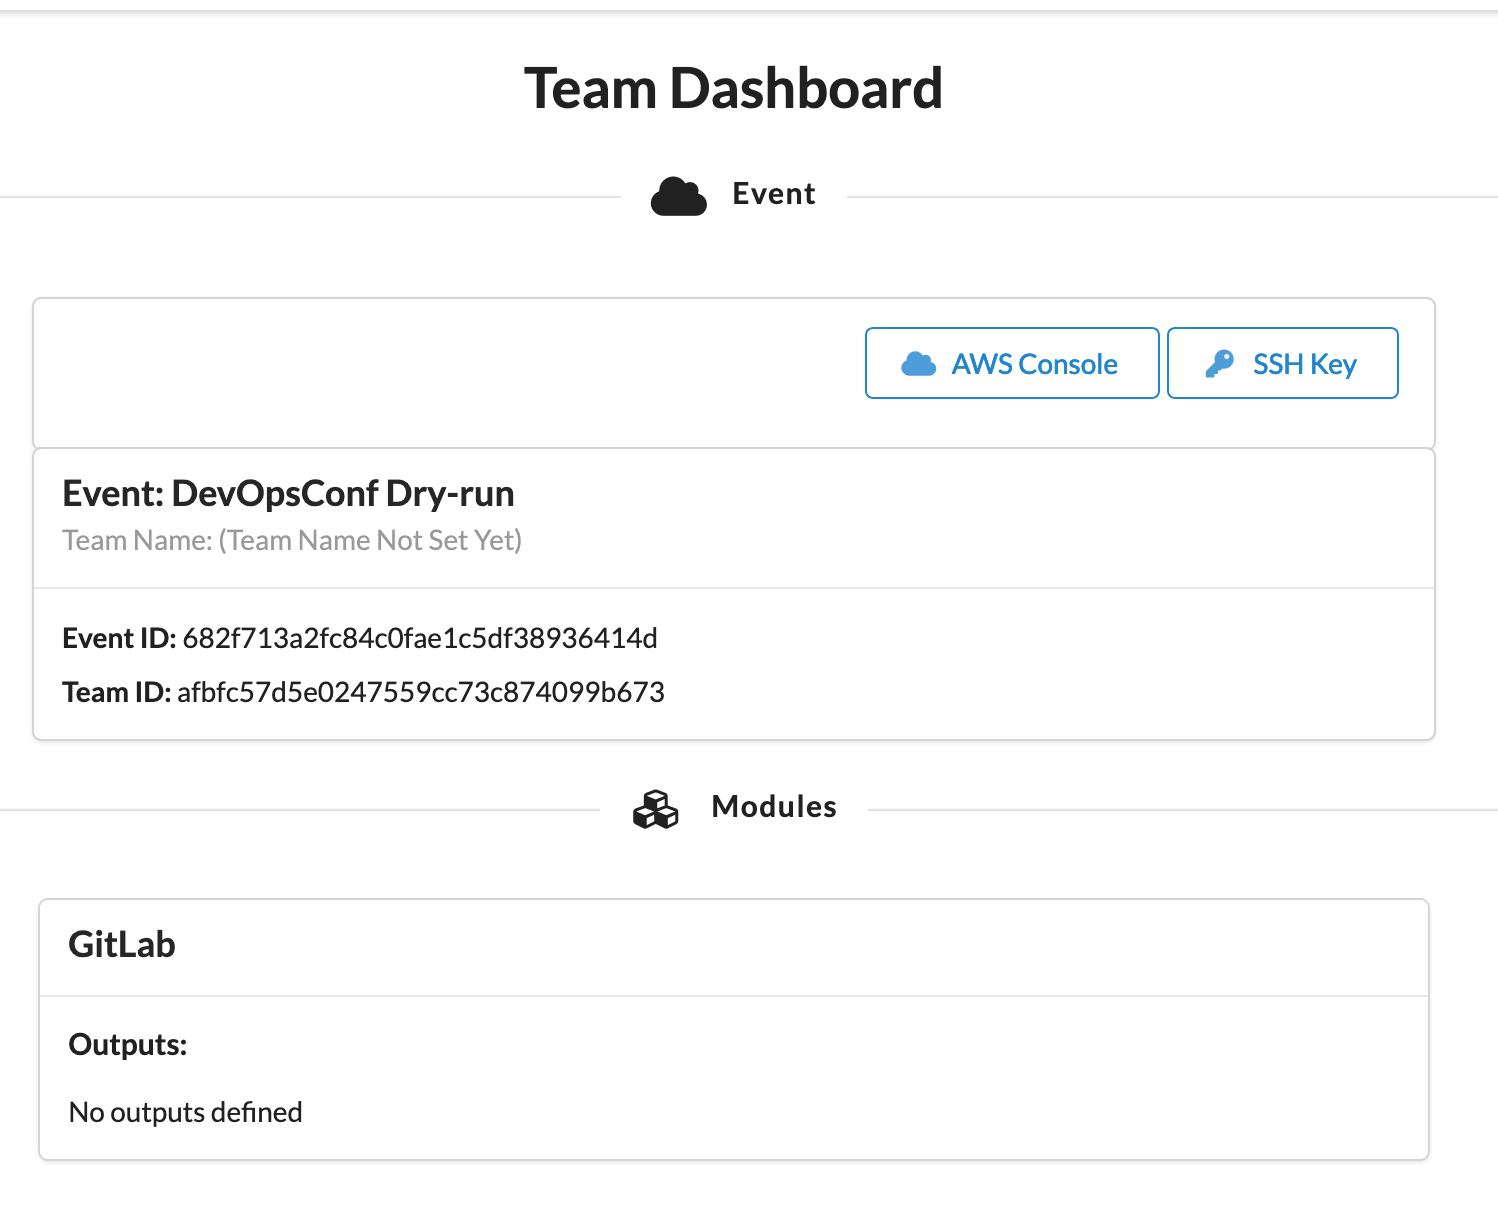 Team Dashboard
Event
AWS Console
SSH Key
Event: DevOpsConf Dry-run
Team Name: (Team Name Not Set Yet)
Event ID: 682f713a2fc84c0fae1c5df38936414d
Team ID: afbfc57d5e0247559cc73c874099b673
Modules
GitLab
Outputs:
No outputs defined